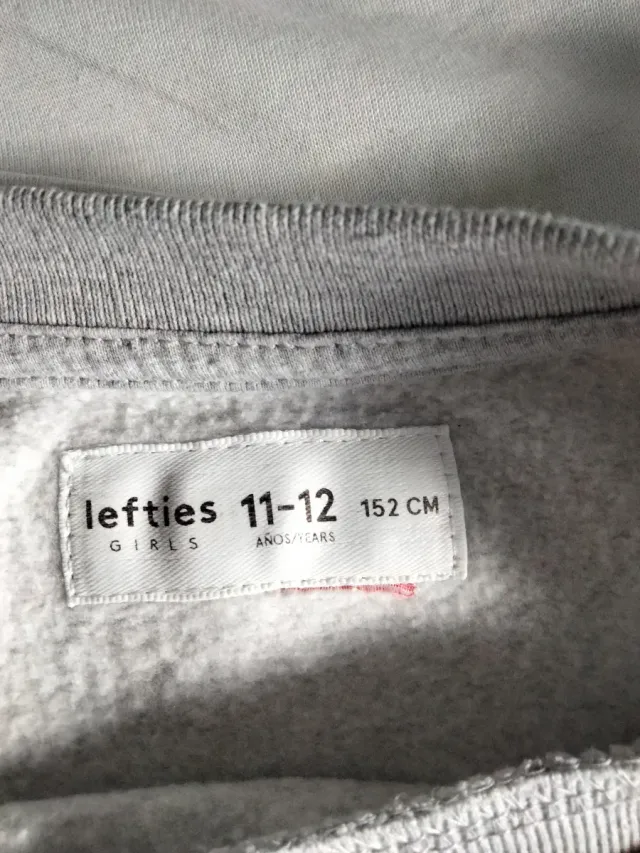 lefties 11-12 152 CM
GIRLS AÑOS/YEARS